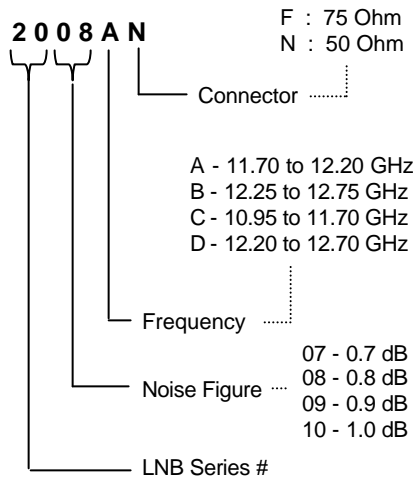 F : 75 Ohm
N : 50 Ohm
2 0 0 8 A N
Connector
A - 11.70 to 12.20 GHz
B - 12.25 to 12.75 GHz
C - 10.95 to 11.70 GHz
D - 12.20 to 12.70 GHz
Frequency
07 - 0.7 dB
08 - 0.8 dB
09 - 0.9 dB
10 - 1.0 dB
Noise Figure
LNB Series #